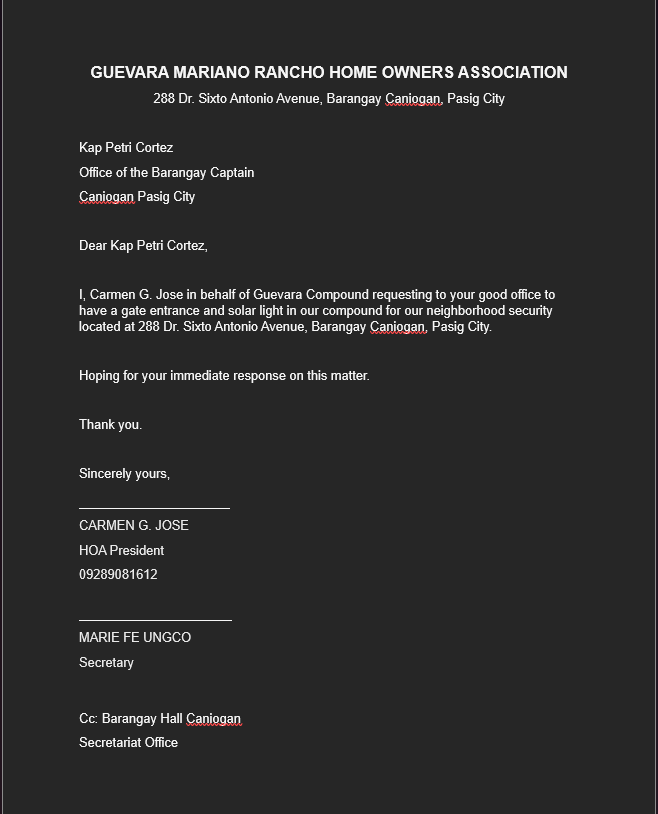 GUEVARA MARIANO RANCHO HOME OWNERS ASSOCIATION
288 Dr. Sixto Antonio Avenue, Barangay Caniogan, Pasig City
Kap Petri Cortez
Office of the Barangay Captain
Caniogan Pasig City
Dear Kap Petri Cortez,
I, Carmen G. Jose in behalf of Guevara Compound requesting to your good office to
have a gate entrance and solar light in our compound for our neighborhood security
located at 288 Dr. Sixto Antonio Avenue, Barangay Caniogan, Pasig City.
Hoping for your immediate response on this matter.
Thank you.
Sincerely yours,
CARMEN G. JOSE
HOA President
09289081612
MARIE FE UNGCO
Secretary
Cc: Barangay Hall Caniogan
Secretariat Office